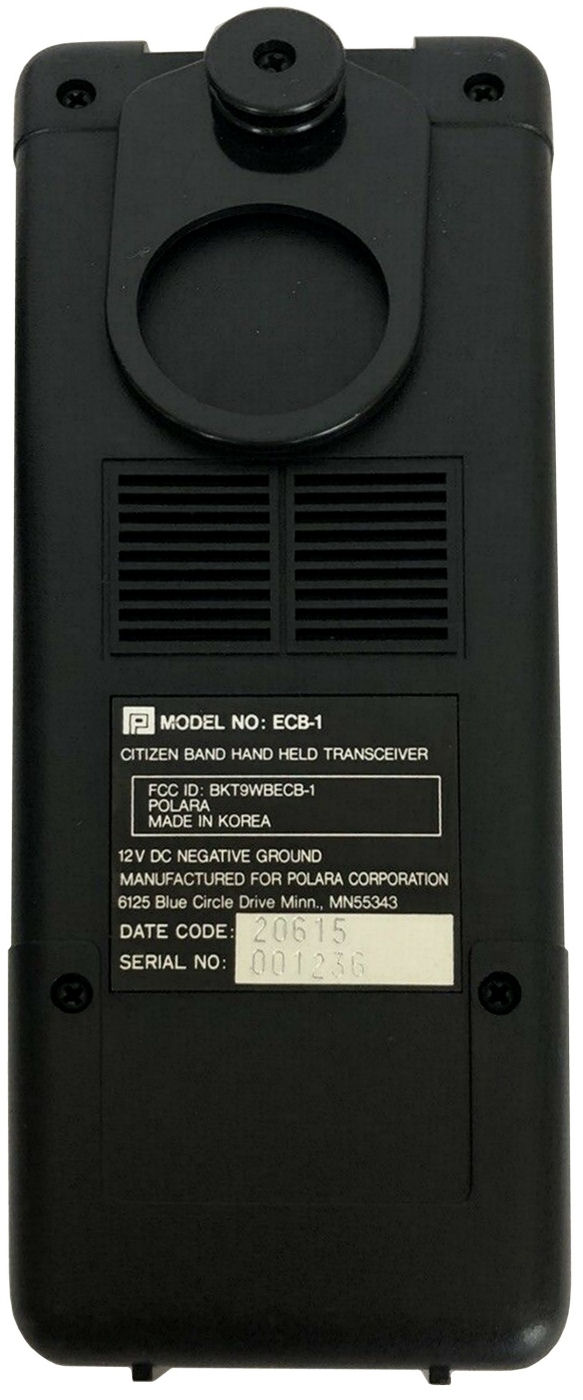 P MODEL NO: ECB-1
CITIZEN BAND HAND HELD TRANSCEIVER
FCC ID: BKT9WBECB-1
POLARA
MADE IN KOREA
12V DC NEGATIVE GROUND
MANUFACTURED FOR POLARA CORPORATION
6125 Blue Circle Drive Minn., MN55343
DATE CODE: 20615
SERIAL NO: 001236